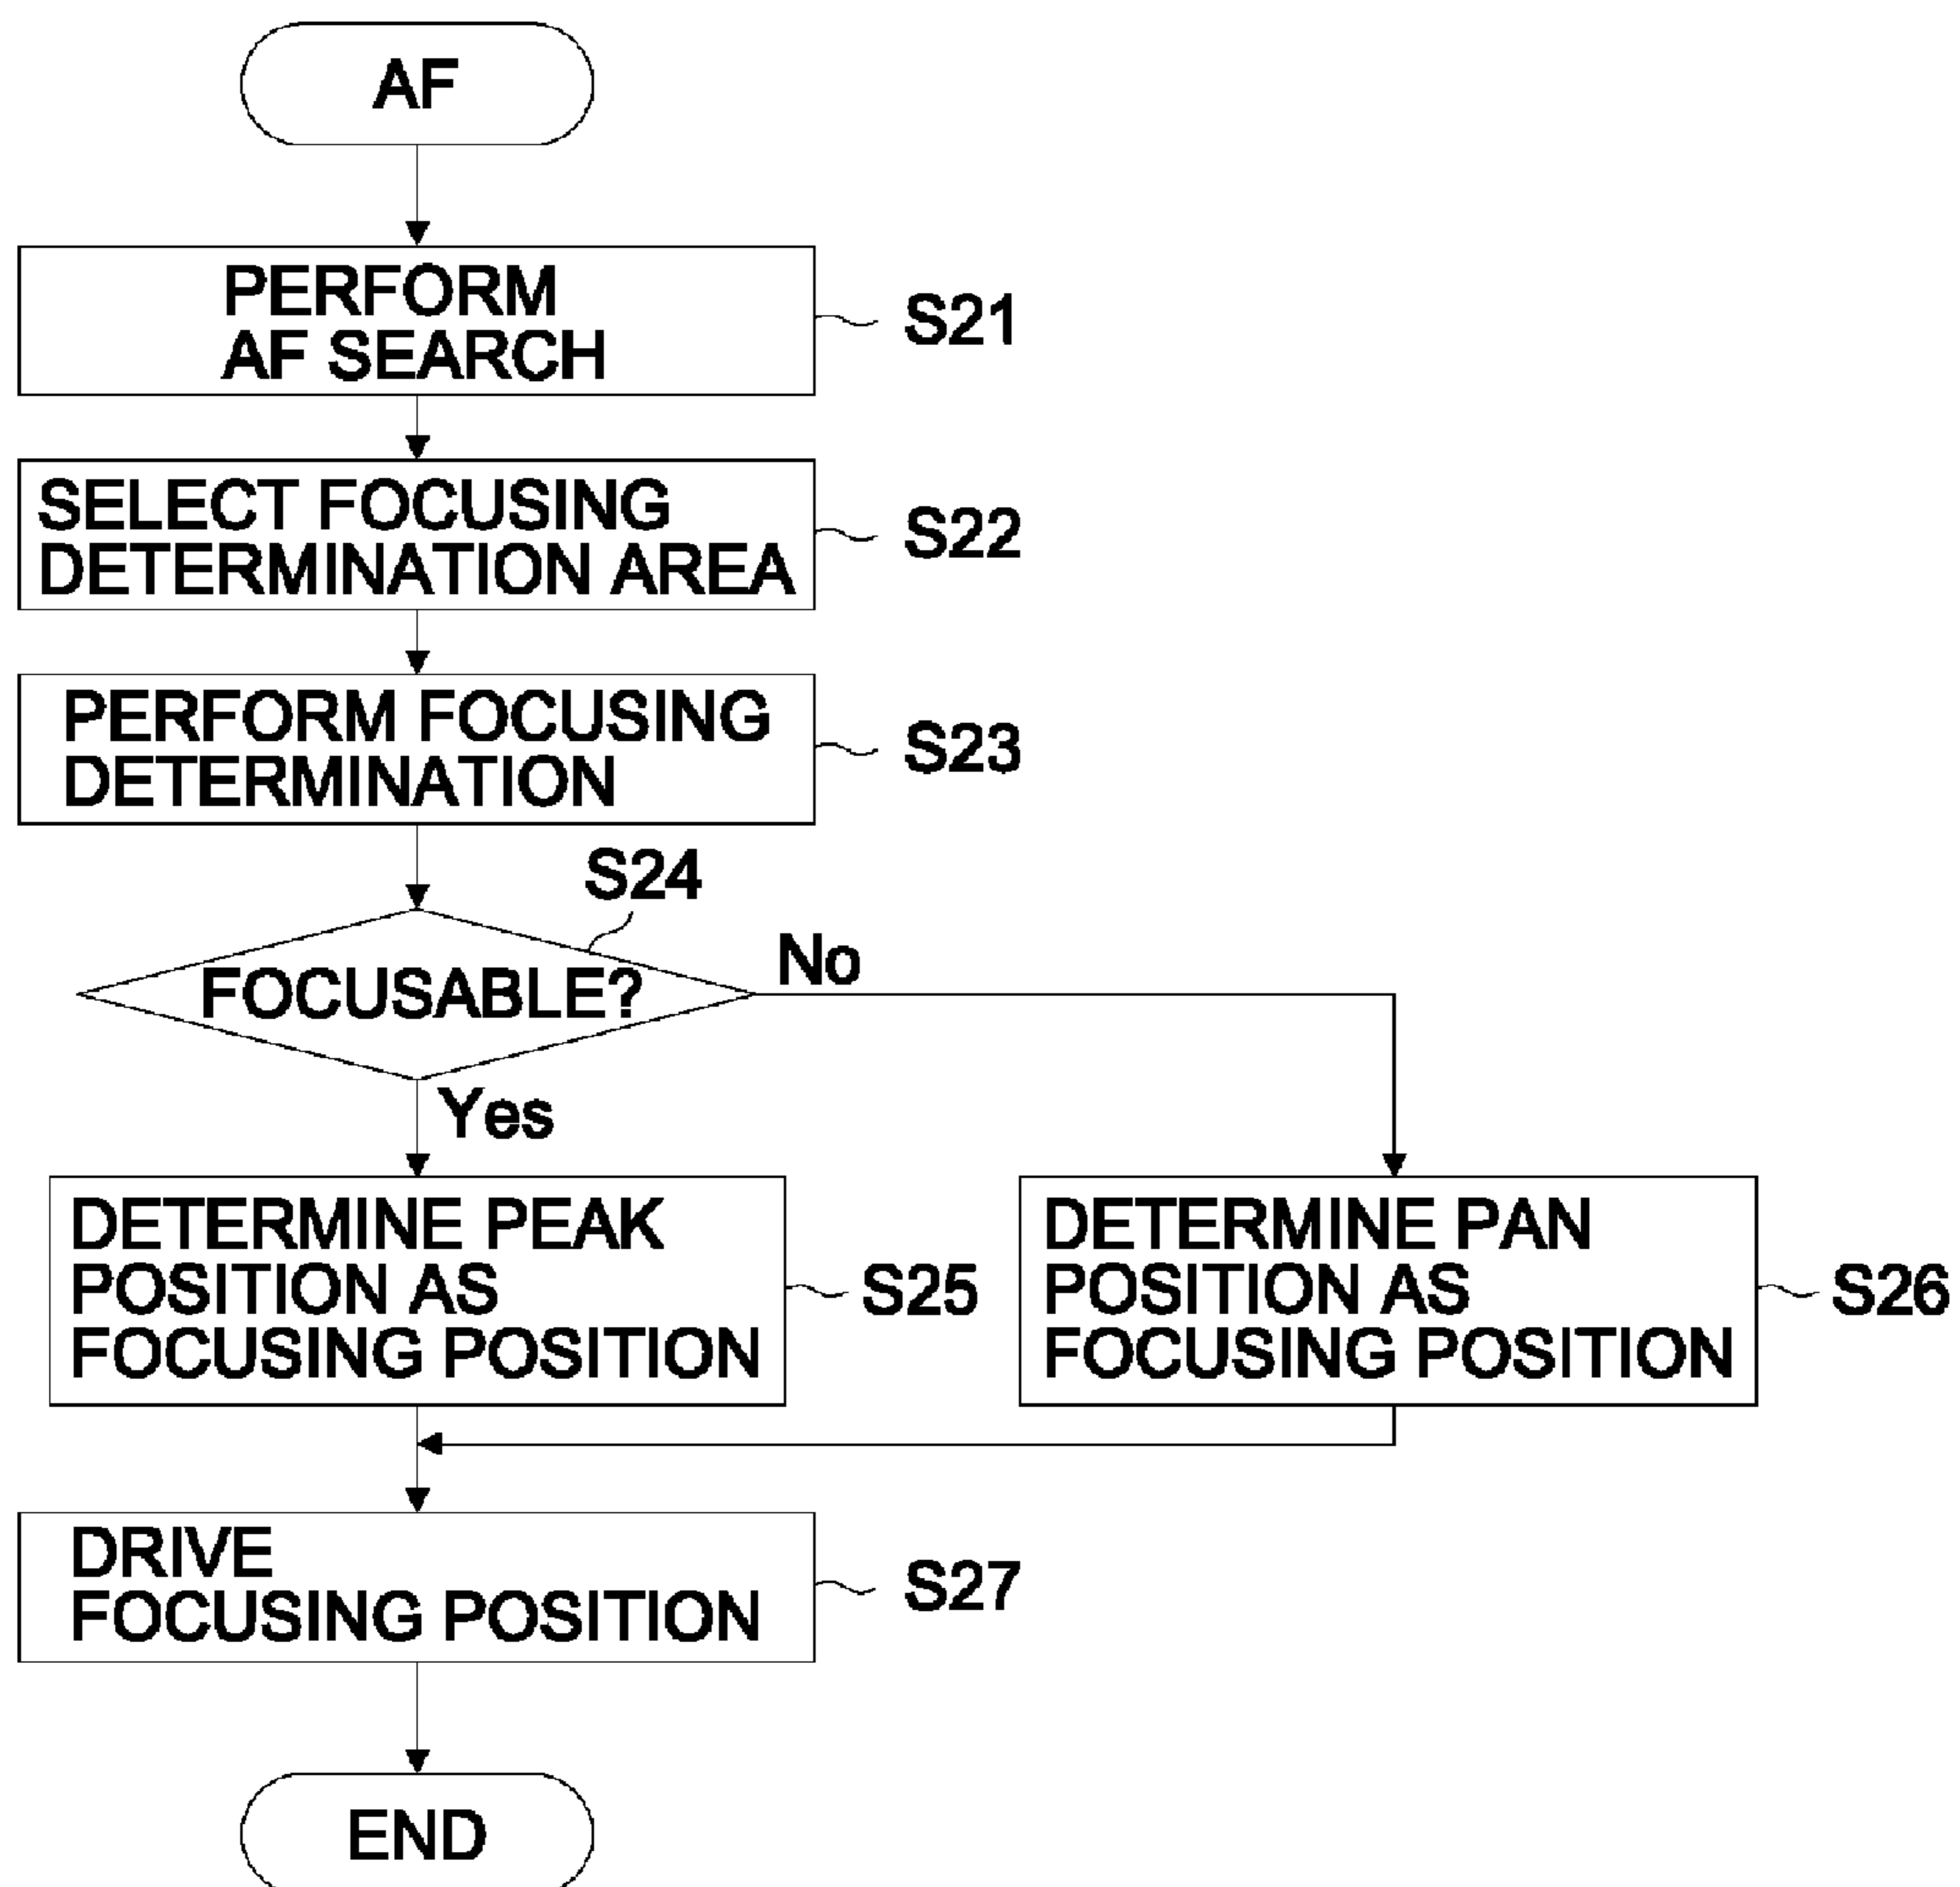 AF
PERFORM
AF SEARCH
S21
SELECT FOCUSING
DETERMINATION AREA
S22
PERFORM FOCUSING
DETERMINATION
S23
S24
FOCUSABLE?
No
Yes
DETERMINE PEAK
POSITION AS
FOCUSING POSITION
S25
DETERMINE PAN
POSITION AS
FOCUSING POSITION
S26
DRIVE
FOCUSING POSITION
S27
END